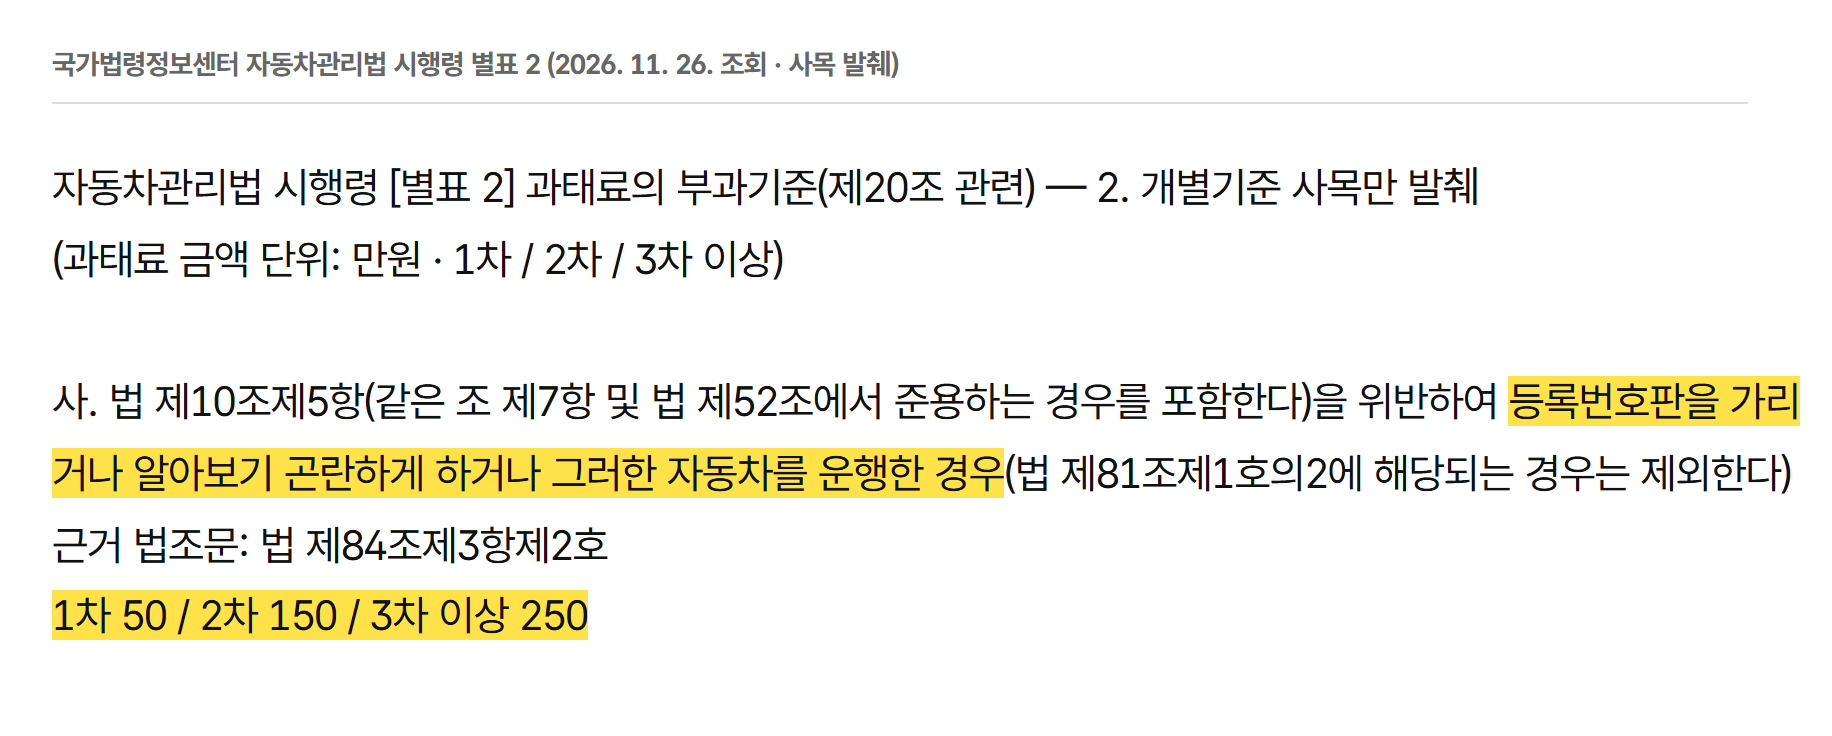 국가법령정보센터 자동차관리법 시행령 별표 2 (2026. 11. 26. 조회 · 사목 발췌)
자동차관리법 시행령 [별표 2] 과태료의 부과기준(제20조 관련) — 2. 개별기준 사목만 발췌
(과태료 금액 단위: 만원 · 1차 / 2차 / 3차 이상)
사. 법 제10조제5항(같은 조 제7항 및 법 제52조에서 준용하는 경우를 포함한다)을 위반하여 등록번호판을 가리
거나 알아보기 곤란하게 하거나 그러한 자동차를 운행한 경우(법 제81조제1호의2에 해당되는 경우는 제외한다)
근거 법조문: 법 제84조제3항제2호
1차 50 / 2차 150 / 3차 이상 250